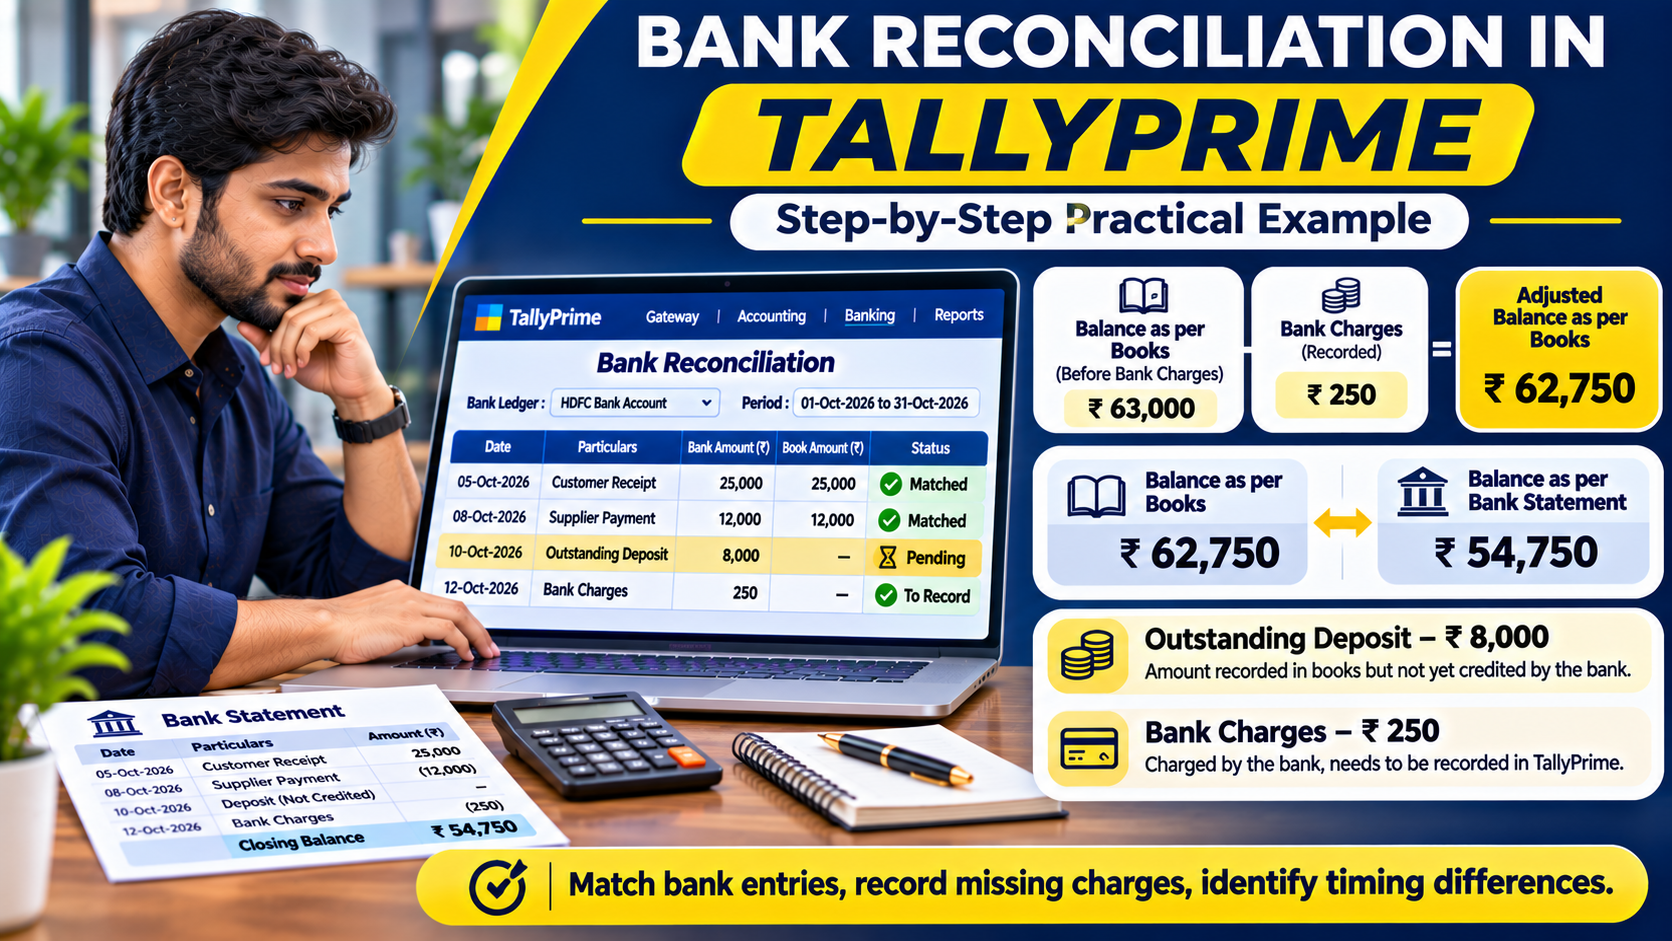 BANK RECONCILIATION IN
TALLYPRIME
Step-by-Step Practical Example
TallyPrime
Gateway | Accounting | Banking | Reports
Bank Reconciliation
Bank Ledger : HDFC Bank Account Period : 01-Oct-2026 to 31-Oct-2026
Date Particulars Bank Amount (₹) Book Amount (₹) Status
05-Oct-2026 Customer Receipt 25,000 25,000 Matched
08-Oct-2026 Supplier Payment 12,000 12,000 Matched
10-Oct-2026 Outstanding Deposit 8,000 — Pending
12-Oct-2026 Bank Charges 250 — To Record
Balance as per
Books
(Before Bank Charges)
₹ 63,000
-
Bank Charges
(Recorded)
₹ 250
=
Adjusted
Balance as per
Books
₹ 62,750
Balance as per
Books
₹ 62,750
Balance as per
Bank Statement
₹ 54,750
Outstanding Deposit – ₹ 8,000
Amount recorded in books but not yet credited by the bank.
Bank Charges – ₹ 250
Charged by the bank, needs to be recorded in TallyPrime.
Bank Statement
Date Particulars Amount (₹)
05-Oct-2026 Customer Receipt 25,000
08-Oct-2026 Supplier Payment (12,000)
10-Oct-2026 Deposit (Not Credited) —
12-Oct-2026 Bank Charges (250)
Closing Balance ₹ 54,750
Match bank entries, record missing charges, identify timing differences.